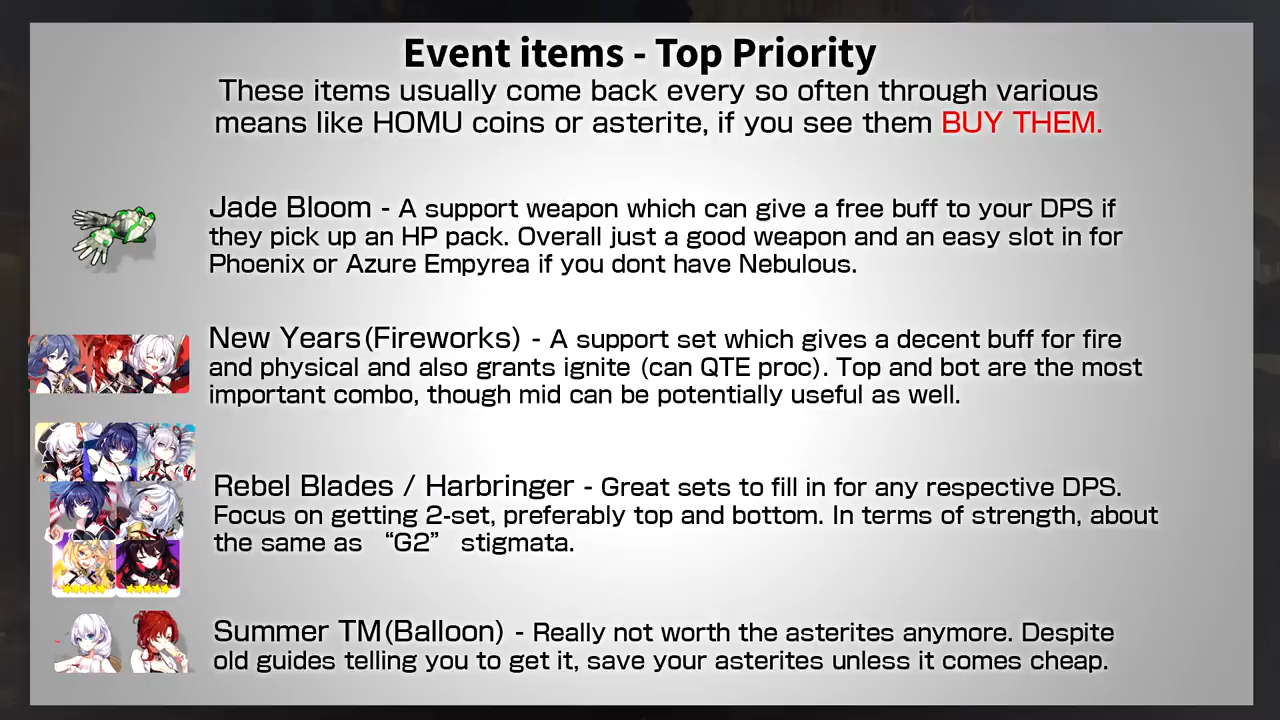 Event items - Top Priority
These items usually come back every so often through various
means like HOMU coins or asterite, if you see them BUY THEM.
Jade Bloom - A support weapon which can give a free buff to your DPS if
they pick up an HP pack. Overall just a good weapon and an easy slot in for
Phoenix or Azure Empyrea if you dont have Nebulous.
New Years(Fireworks) - A support set which gives a decent buff for fire
and physical and also grants ignite (can QTE proc). Top and bot are the most
important combo, though mid can be potentially useful as well.
Rebel Blades / Harbringer - Great sets to fill in for any respective DPS.
Focus on getting 2-set, preferably top and bottom. In terms of strength, about
the same as “G2” stigmata.
Summer TM(Balloon) - Really not worth the asterites anymore. Despite
old guides telling you to get it, save your asterites unless it comes cheap.